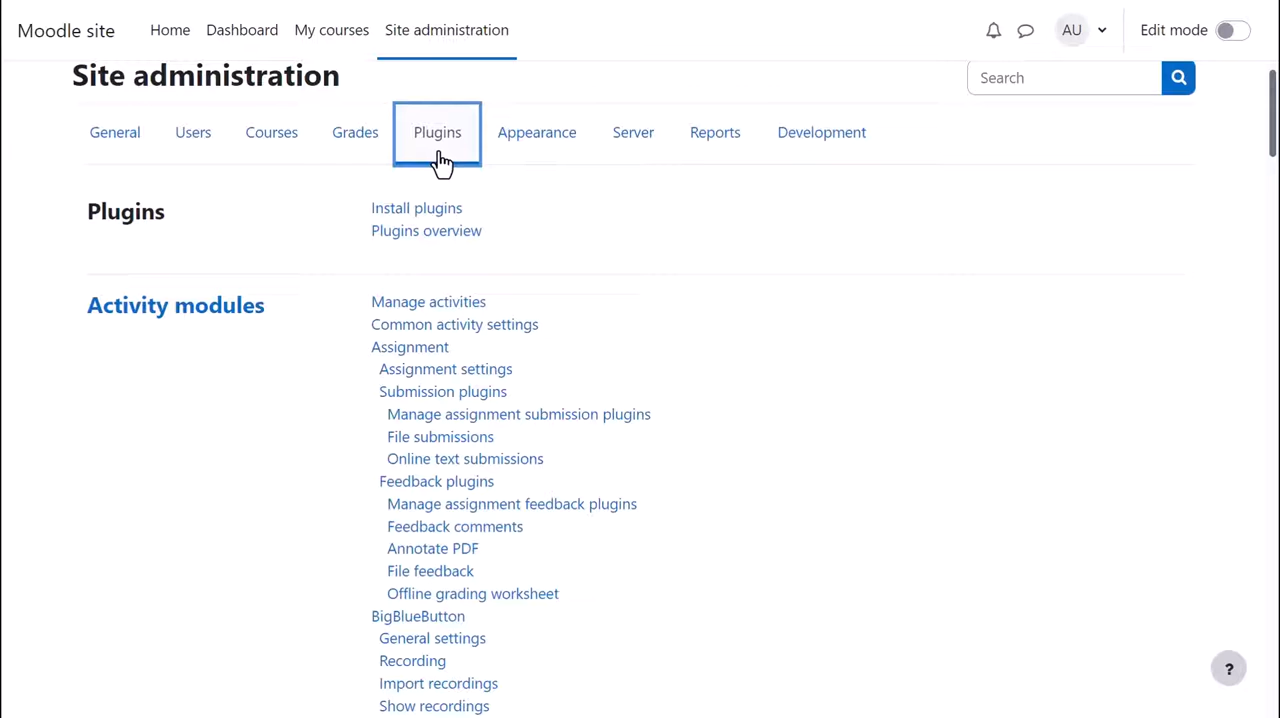 Moodle site Home Dashboard My courses Site administration AU Edit mode
Site administration
Search
General Users Courses Grades Plugins Appearance Server Reports Development
Plugins
Install plugins
Plugins overview
Activity modules
Manage activities
Common activity settings
Assignment
Assignment settings
Submission plugins
Manage assignment submission plugins
File submissions
Online text submissions
Feedback plugins
Manage assignment feedback plugins
Feedback comments
Annotate PDF
File feedback
Offline grading worksheet
BigBlueButton
General settings
Recording
Import recordings
Show recordings
?